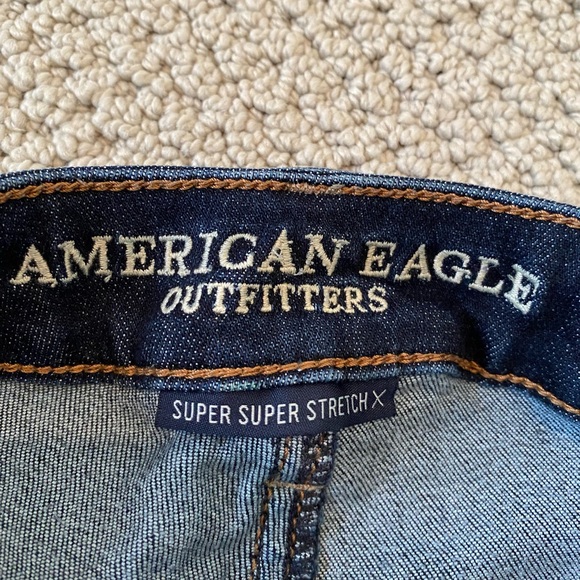 AMERICAN EAGLE
OUTFITTERS
SUPER SUPER STRETCH X